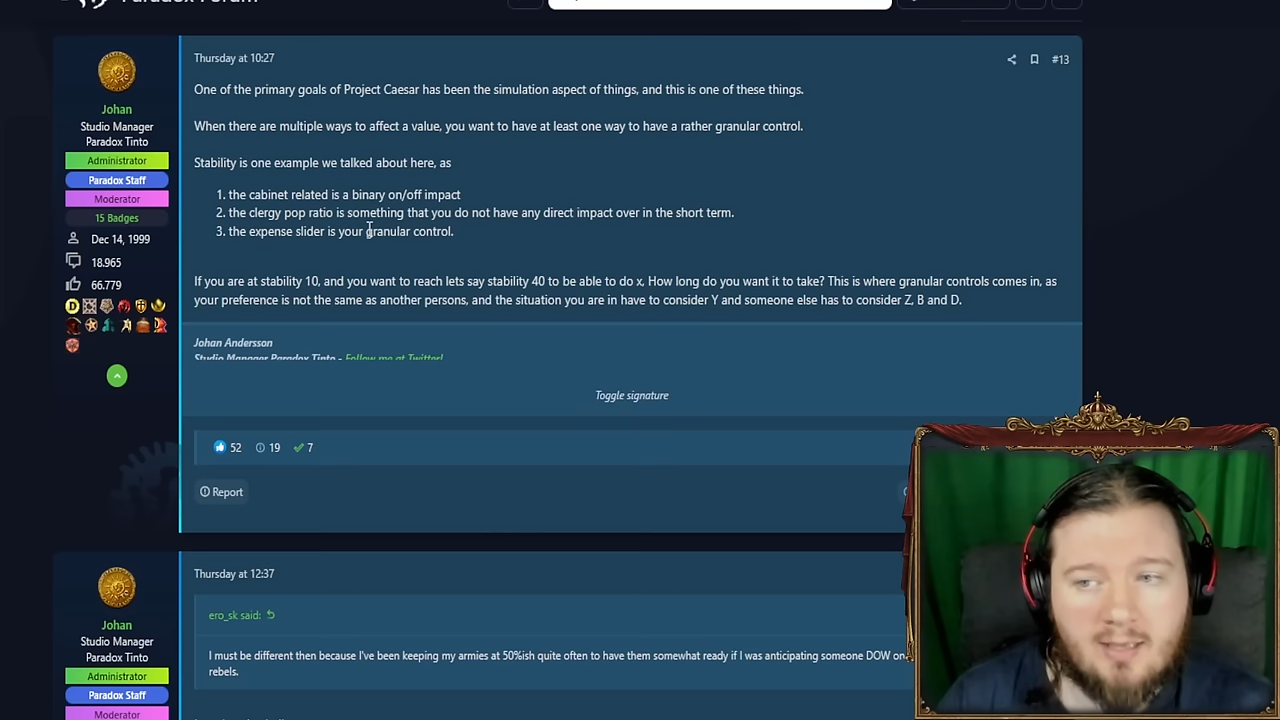 Paradox Forum
Thursday at 10:27
#13
Johan
Studio Manager
Paradox Tinto
Administrator
Paradox Staff
Moderator
15 Badges
Dec 14, 1999
18.965
66.779
One of the primary goals of Project Caesar has been the simulation aspect of things, and this is one of these things.
When there are multiple ways to affect a value, you want to have at least one way to have a rather granular control.
Stability is one example we talked about here, as
1. the cabinet related is a binary on/off impact
2. the clergy pop ratio is something that you do not have any direct impact over in the short term.
3. the expense slider is your granular control.
If you are at stability 10, and you want to reach lets say stability 40 to be able to do x, How long do you want it to take? This is where granular controls comes in, as
your preference is not the same as another persons, and the situation you are in have to consider Y and someone else has to consider Z, B and D.
Johan Andersson
Studio Manager Paradox Tinto - Follow me at Twitter!
Toggle signature
52 19 7
Report
Thursday at 12:37
Johan
Studio Manager
Paradox Tinto
Administrator
Paradox Staff
Moderator
ero_sk said:
I must be different then because I've been keeping my armies at 50%ish quite often to have them somewhat ready if I was anticipating someone DOW on
rebels.